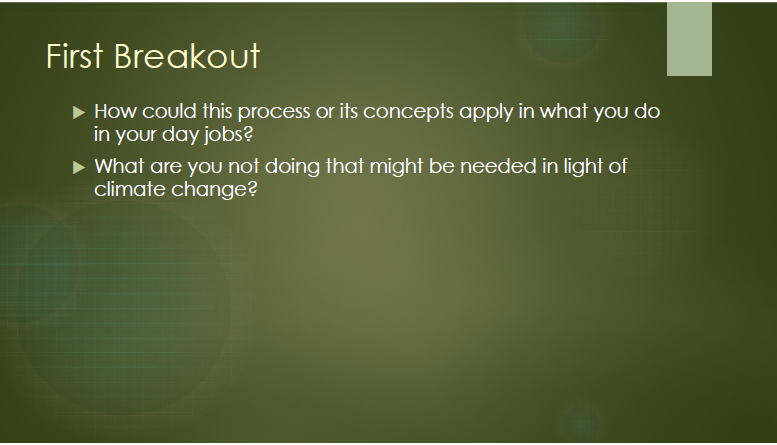 First Breakout
How could this process or its concepts apply in what you do
in your day jobs?
What are you not doing that might be needed in light of
climate change?